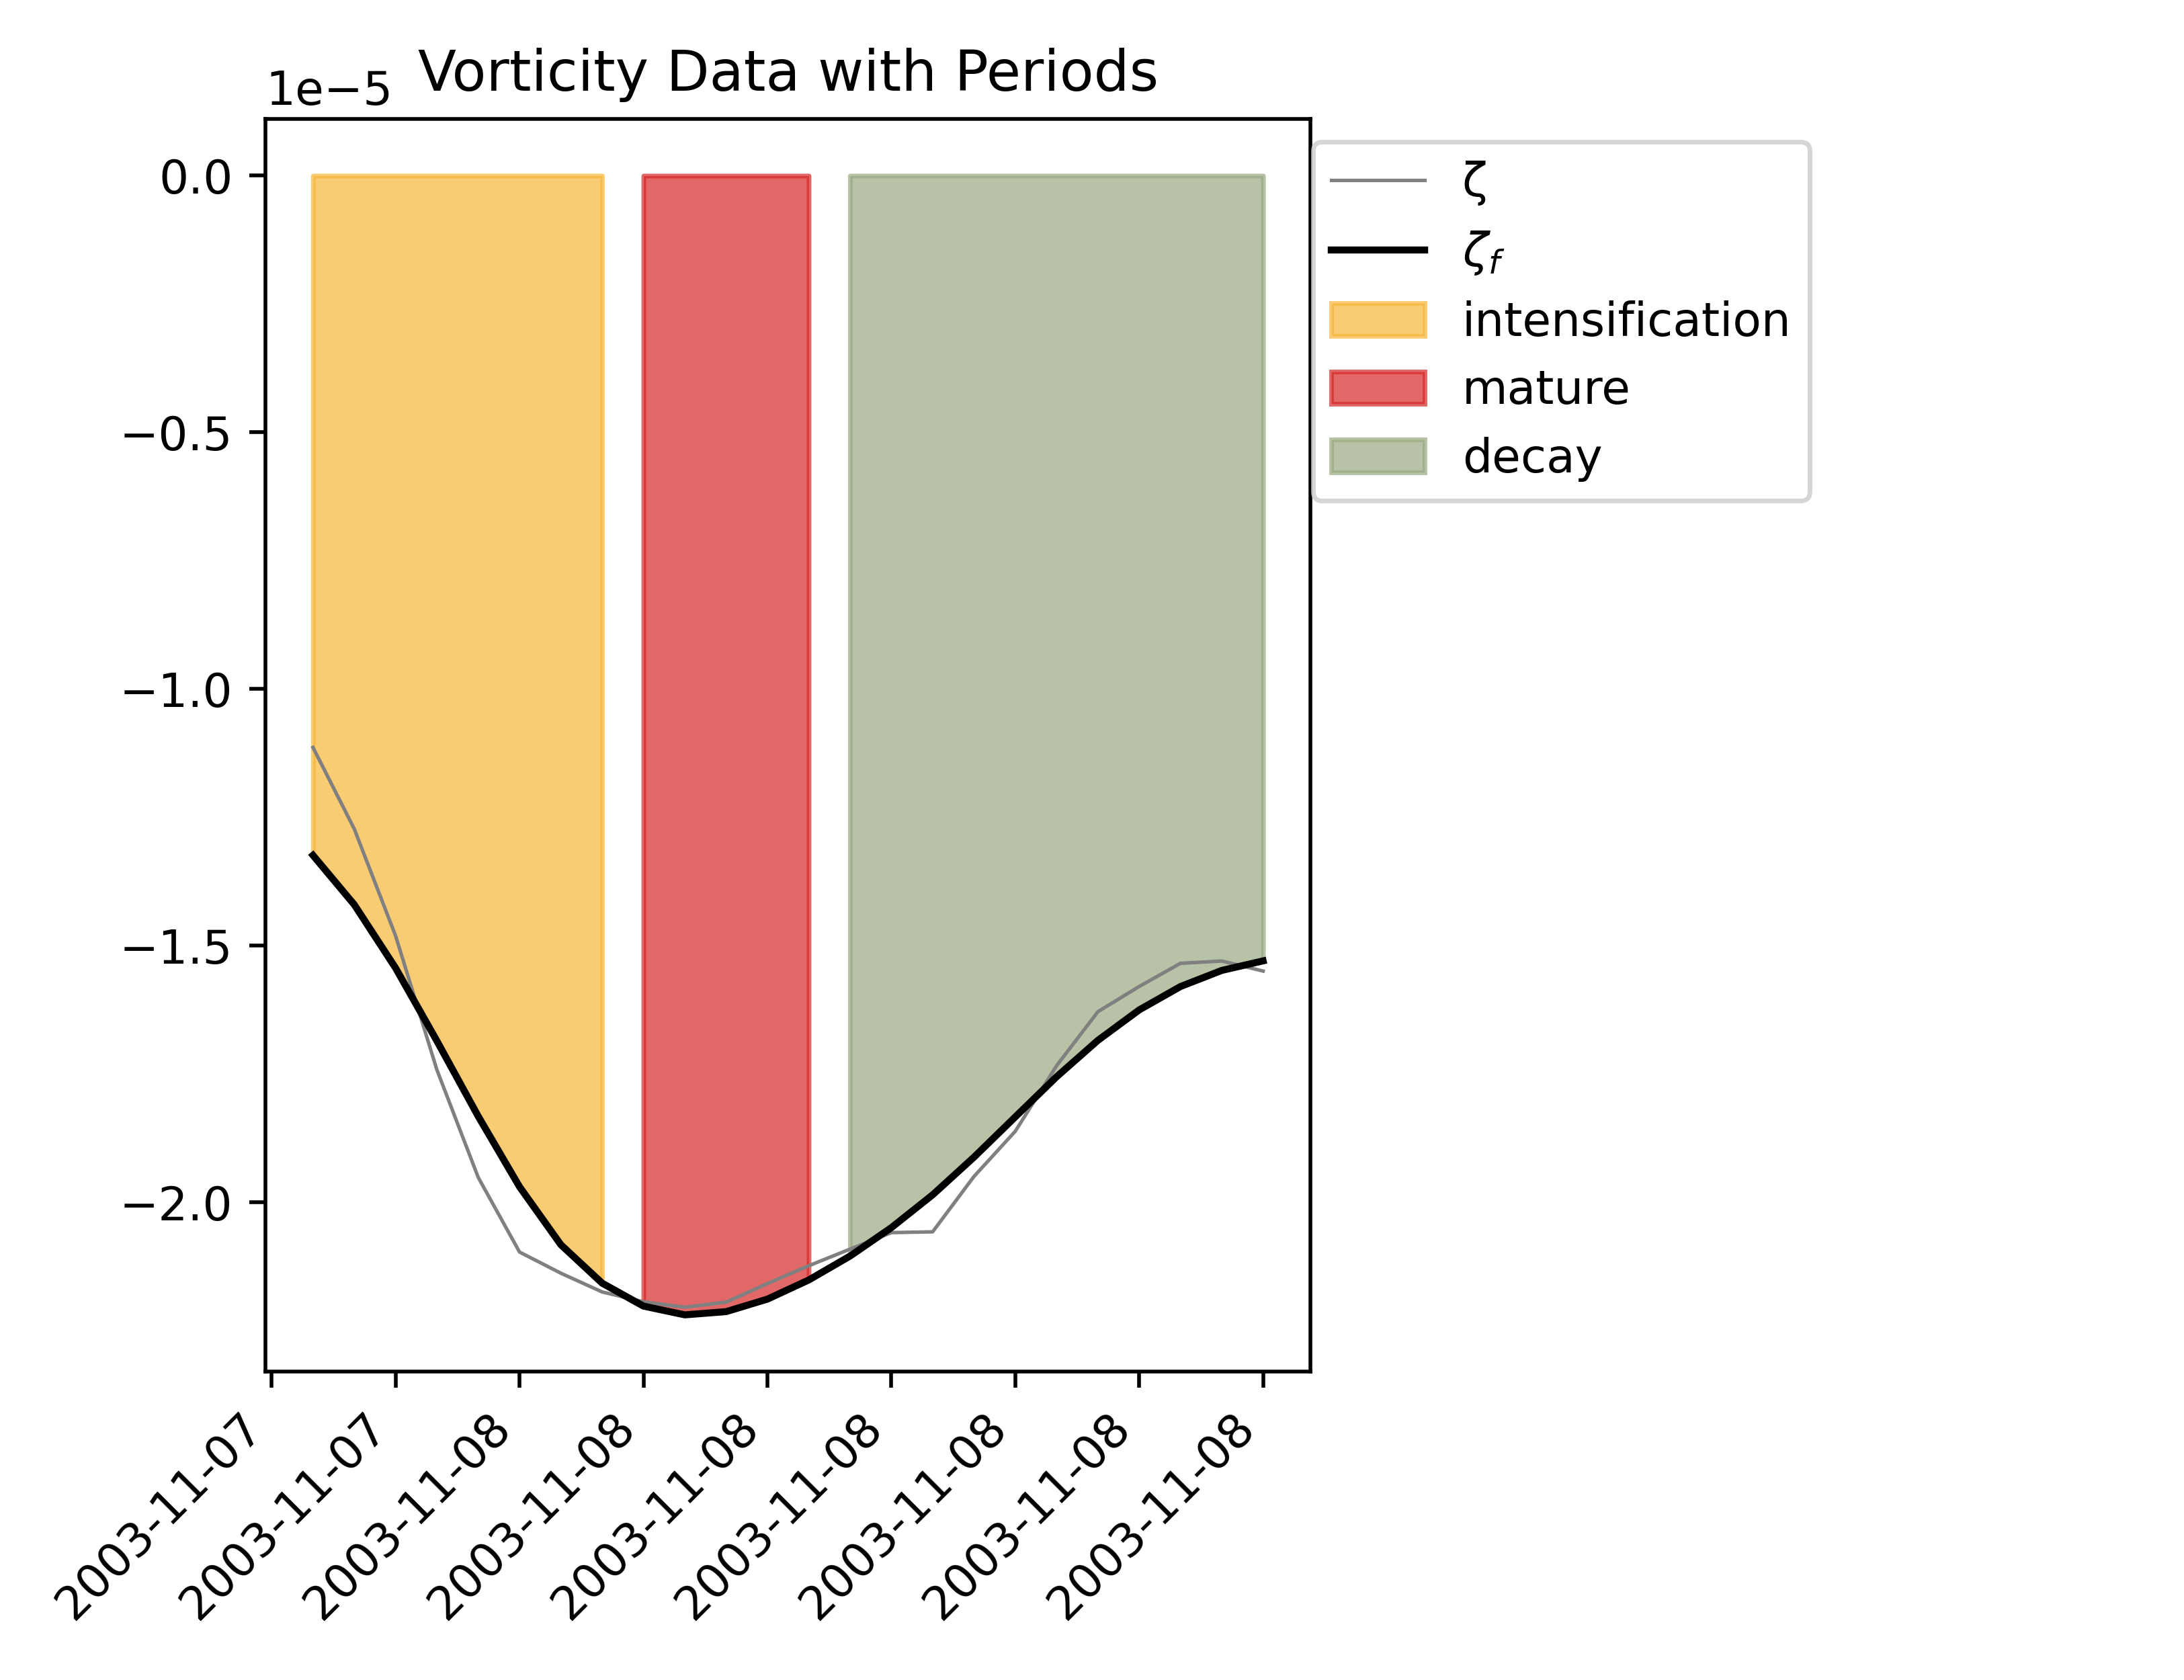 Vorticity Data with Periods
1e−5
0.0
−0.5
−1.0
−1.5
−2.0
2003-11-07
2003-11-07
2003-11-08
2003-11-08
2003-11-08
2003-11-08
2003-11-08
2003-11-08
2003-11-08
ζ
ζf
intensification
mature
decay